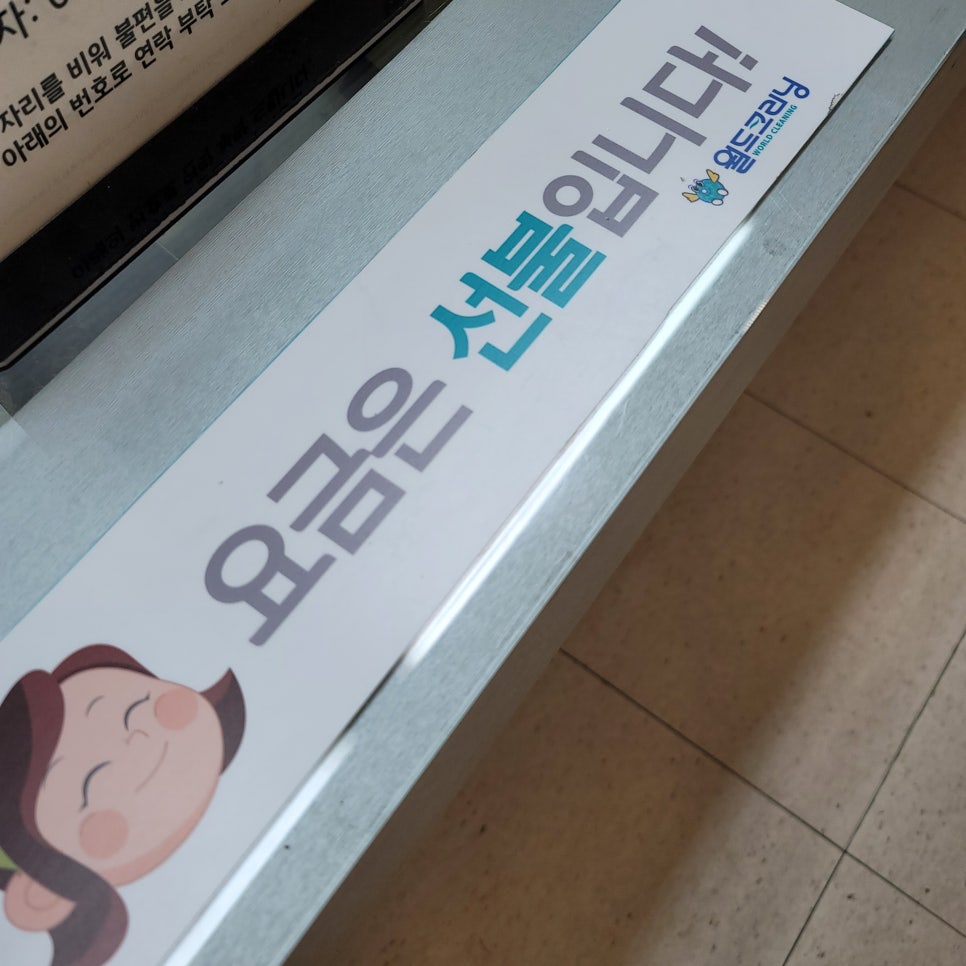 자리를 비워 불편을
아래의 번호로 연락 부탁
요금은 선불입니다!
월드크리닝
WORLD CLEANING